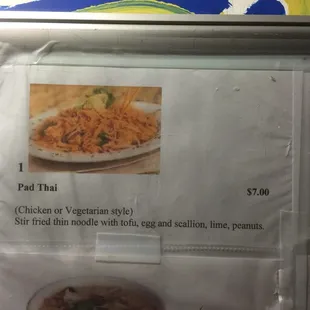 1
Pad Thai
$7.00
(Chicken or Vegetarian style)
Stir fried thin noodle with tofu, egg and scallion, lime, peanuts.